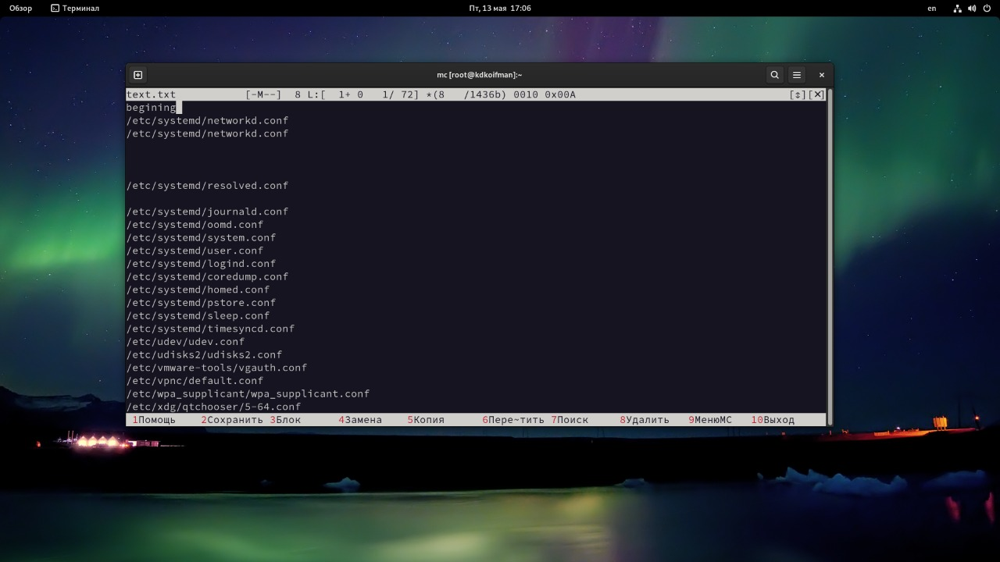 Обзор Терминал Пт, 13 мая 17:06 en
mc [root@kdkoifman]:~
text.txt [-M--] 8 L:[ 1+ 0 1/ 72] *(8 /1436b) 0010 0x00A [↕][X]
begining
/etc/systemd/networkd.conf
/etc/systemd/networkd.conf
/etc/systemd/resolved.conf
/etc/systemd/journald.conf
/etc/systemd/oomd.conf
/etc/systemd/system.conf
/etc/systemd/user.conf
/etc/systemd/logind.conf
/etc/systemd/coredump.conf
/etc/systemd/homed.conf
/etc/systemd/pstore.conf
/etc/systemd/sleep.conf
/etc/systemd/timesyncd.conf
/etc/udev/udev.conf
/etc/udisks2/udisks2.conf
/etc/vmware-tools/vgauth.conf
/etc/vpnc/default.conf
/etc/wpa_supplicant/wpa_supplicant.conf
/etc/xdg/qtchooser/5-64.conf
1Помощь 2Сохранить 3Блок 4Замена 5Копия 6Пере~тить 7Поиск 8Удалить 9МенюMC 10Выход